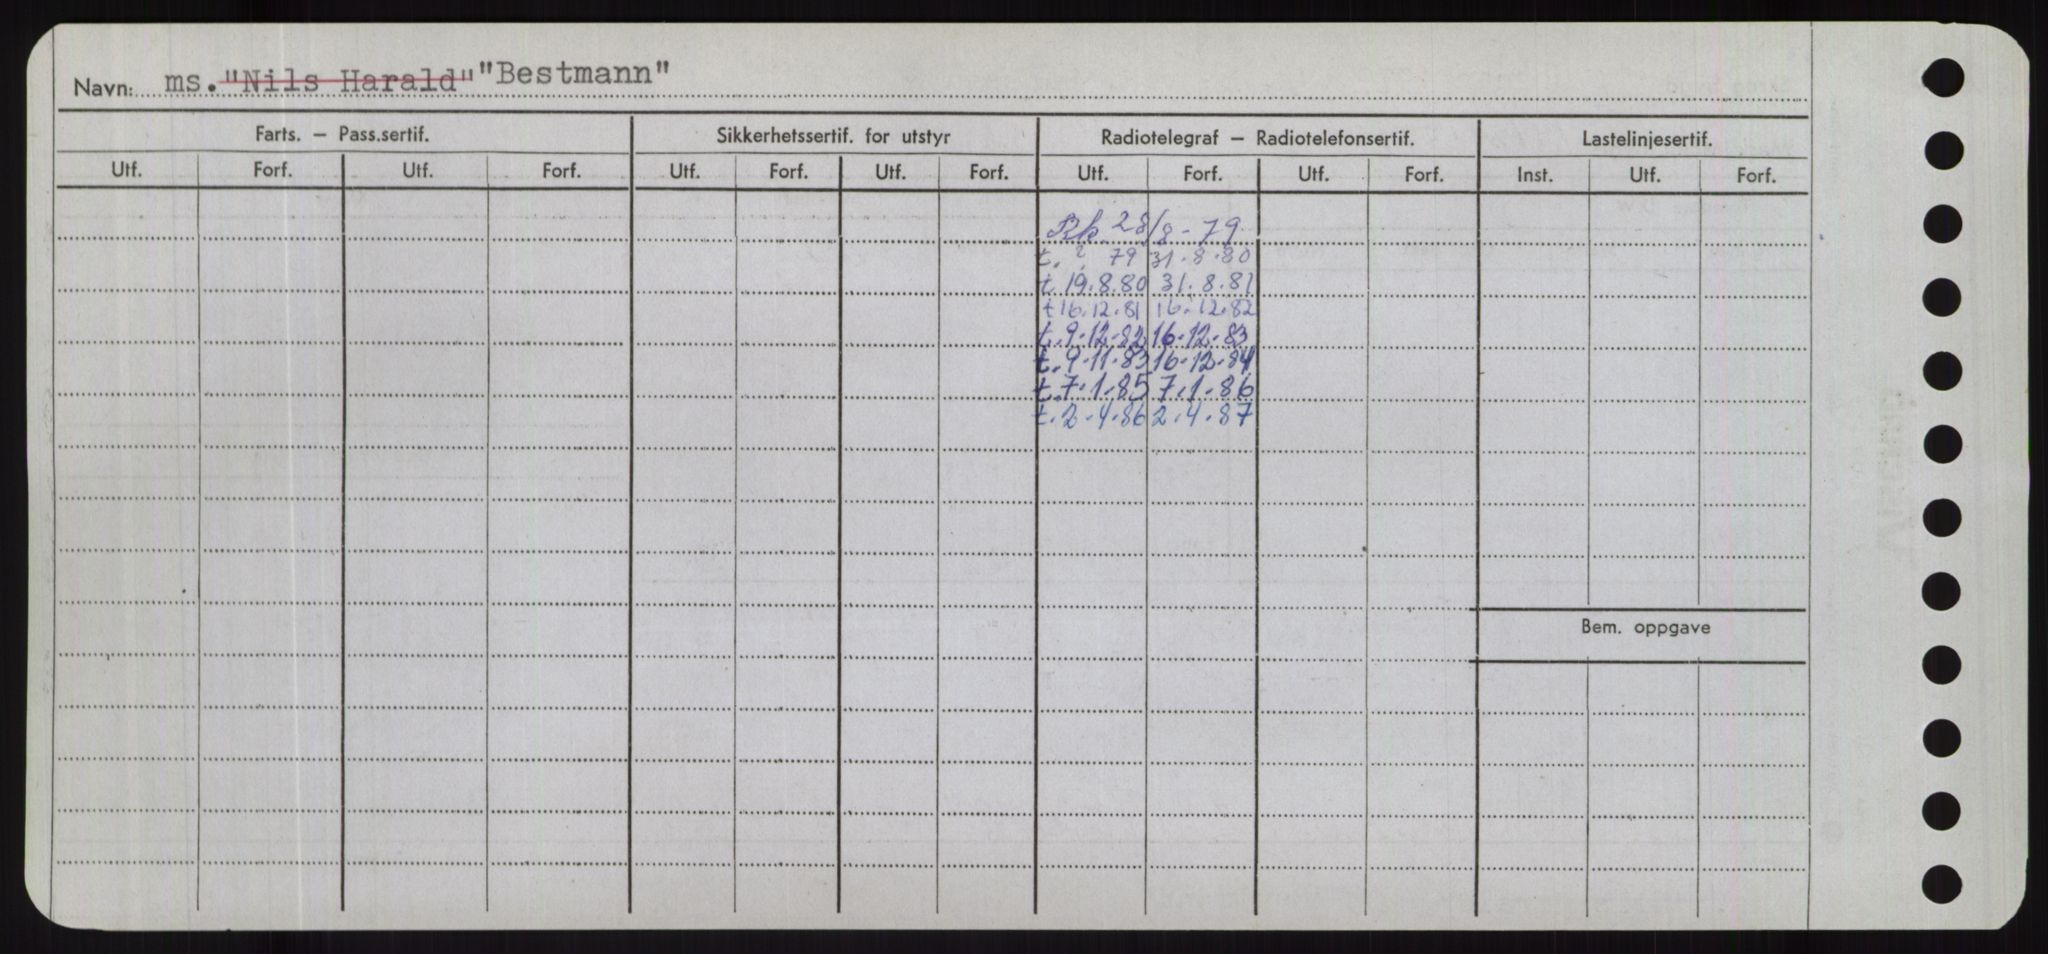 Navn: ms. "Nils Harald" "Bestmann"
Farts. – Pass.sertif. Sikkerhetssertif. for utstyr Radiotelegraf – Radiotelefonsertif. Lastelinjesertif.
Utf. Forf. Utf. Forf. Utf. Forf. Utf. Forf. Utf. Forf. Utf. Forf. Inst. Utf. Forf.
28/8 - 79
t. ? 79 31.8.80
t. 19.8.80 31.8.81
t 16.12.81 16.12.82
t. 9.12.82 16.12.83
t. 9.11.83 16.12.84
t. 7.1.85 7.1.86
t. 2.4.86 2.4.87
Bem. oppgave